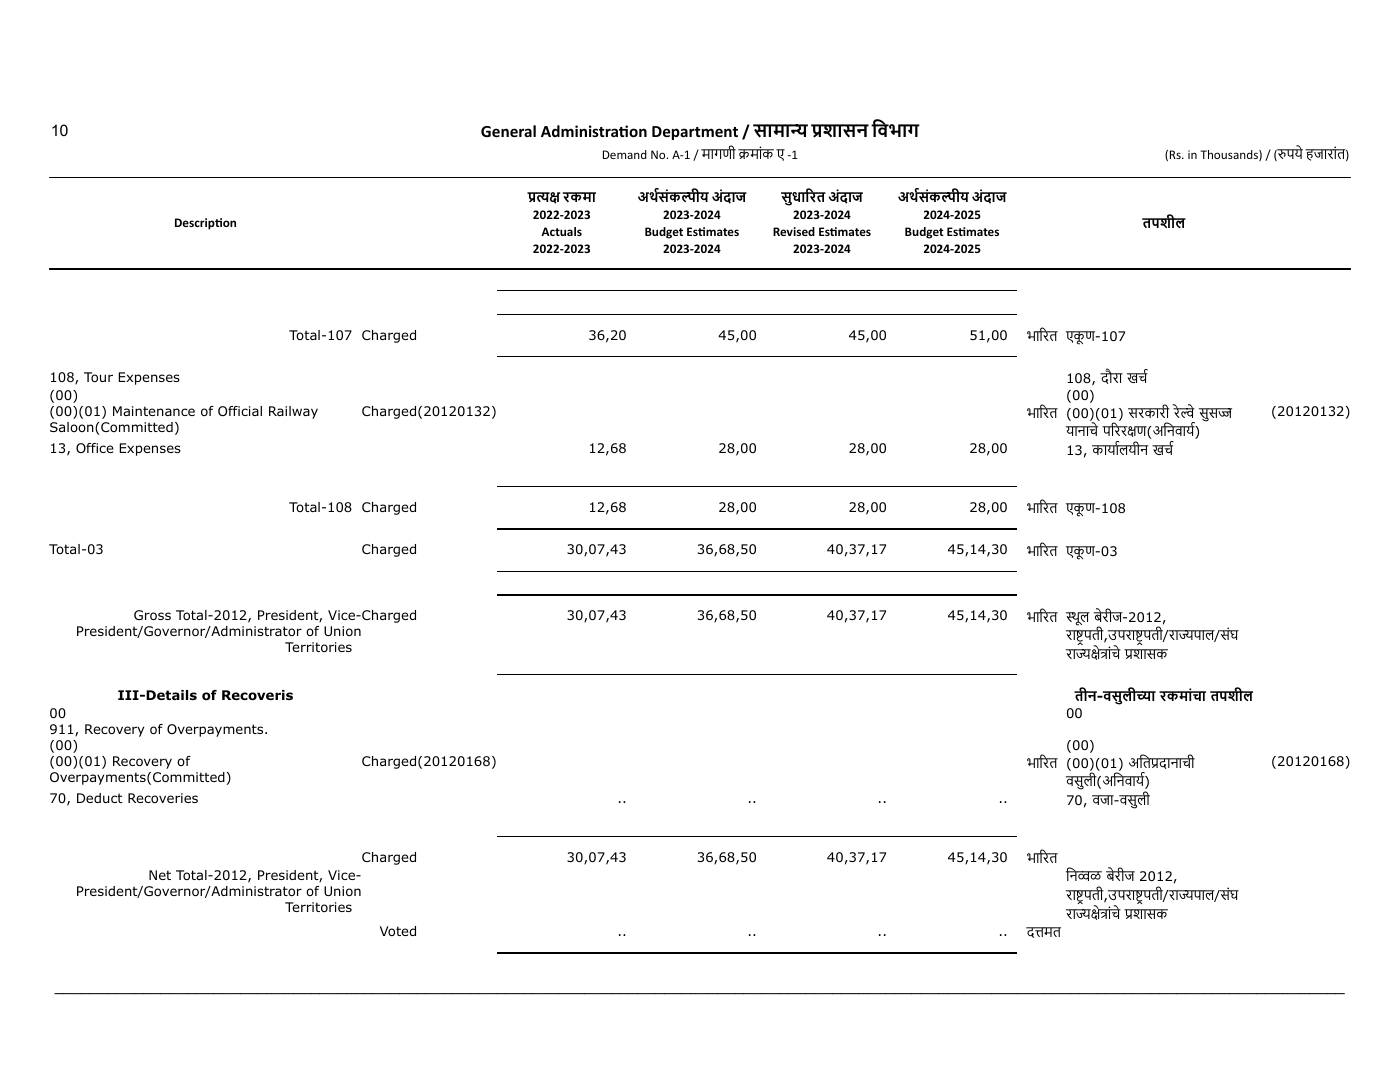 10
General Administration Department / सामान्य प्रशासन विभाग
Demand No. A-1 / मागणी क्रमांक ए -1
(Rs. in Thousands) / (रुपये हजारांत)
Description
प्रत्यक्ष रकमा 2022-2023 Actuals 2022-2023
अर्थसंकल्पीय अंदाज 2023-2024 Budget Estimates 2023-2024
सुधारित अंदाज 2023-2024 Revised Estimates 2023-2024
अर्थसंकल्पीय अंदाज 2024-2025 Budget Estimates 2024-2025
तपशील
Total-107 Charged 36,20 45,00 45,00 51,00 भारित एकूण-107
108, Tour Expenses 108, दौरा खर्च
(00) (00)
(00)(01) Maintenance of Official Railway Charged(20120132) भारित (00)(01) सरकारी रेल्वे सुसज्ज (20120132)
Saloon(Committed) यानाचे परिरक्षण(अनिवार्य)
13, Office Expenses 12,68 28,00 28,00 28,00 13, कार्यालयीन खर्च
Total-108 Charged 12,68 28,00 28,00 28,00 भारित एकूण-108
Total-03 Charged 30,07,43 36,68,50 40,37,17 45,14,30 भारित एकूण-03
Gross Total-2012, President, Vice-Charged 30,07,43 36,68,50 40,37,17 45,14,30 भारित स्थूल बेरीज-2012,
President/Governor/Administrator of Union राष्ट्रपती,उपराष्ट्रपती/राज्यपाल/संघ
Territories राज्यक्षेत्रांचे प्रशासक
III-Details of Recoveris तीन-वसुलीच्या रकमांचा तपशील
00 00
911, Recovery of Overpayments.
(00) (00)
(00)(01) Recovery of Charged(20120168) भारित (00)(01) अतिप्रदानाची (20120168)
Overpayments(Committed) वसुली(अनिवार्य)
70, Deduct Recoveries .. .. .. .. 70, वजा-वसुली
Charged 30,07,43 36,68,50 40,37,17 45,14,30 भारित
Net Total-2012, President, Vice- निव्वळ बेरीज 2012,
President/Governor/Administrator of Union राष्ट्रपती,उपराष्ट्रपती/राज्यपाल/संघ
Territories राज्यक्षेत्रांचे प्रशासक
Voted .. .. .. .. दत्तमत